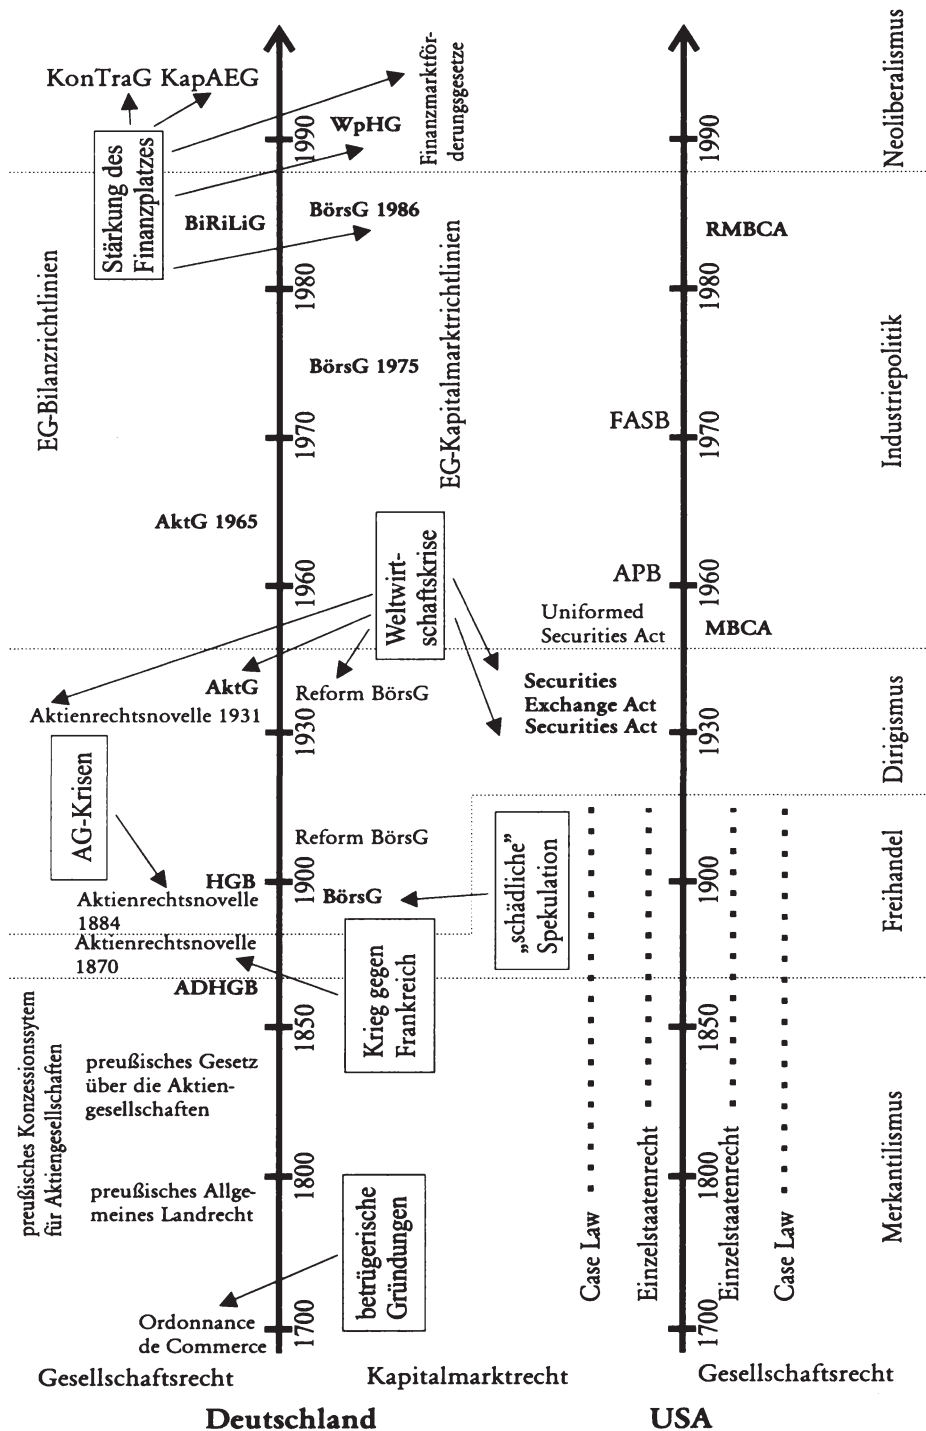 Finanzmarktför-
derungsgesetze
Neoliberalismus
KonTraG KapAEG
WpHG
1990
1990
Stärkung des
Finanzplatzes
BiRiLiG
BörsG 1986
RMBCA
EG-Bilanzrichtlinien
EG-Kapitalmarktrichtlinien
1980
1980
Industriepolitik
BörsG 1975
FASB
1970
1970
AktG 1965
Weltwirt-
schaftskrise
APB
1960
1960
Uniformed
Securities Act
MBCA
AktG
Reform BörsG
Securities
Exchange Act
Securities Act
Aktienrechtsnovelle 1931
1930
1930
Dirigismus
AG-Krisen
Reform BörsG
„schädliche”
Spekulation
Freihandel
HGB
1900
1900
BörsG
Aktienrechtsnovelle
1884
Aktienrechtsnovelle
1870
Krieg gegen
Frankreich
ADHGB
1850
1850
preußisches Konzessionssytem
für Aktiengesellschaften
preußisches Gesetz
über die Aktien-
gesellschaften
Merkantilismus
1800
1800
preußisches Allge-
meines Landrecht
betrügerische
Gründungen
Case Law
Einzelstaatenrecht
Einzelstaatenrecht
Case Law
Ordonnance
de Commerce
1700
1700
Gesellschaftsrecht
Kapitalmarktrecht
Gesellschaftsrecht
Deutschland
USA